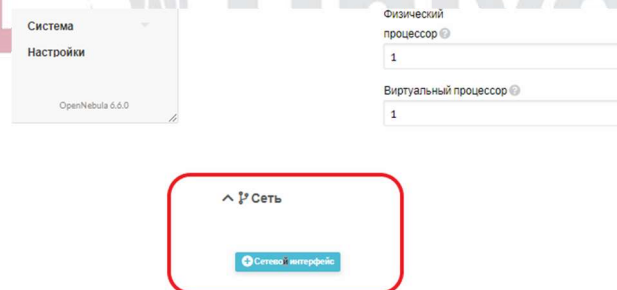 Система
Настройки
OpenNebula 6.6.0
Физический
процессор
1
Виртуальный процессор
1
Сеть
Сетевой интерфейс